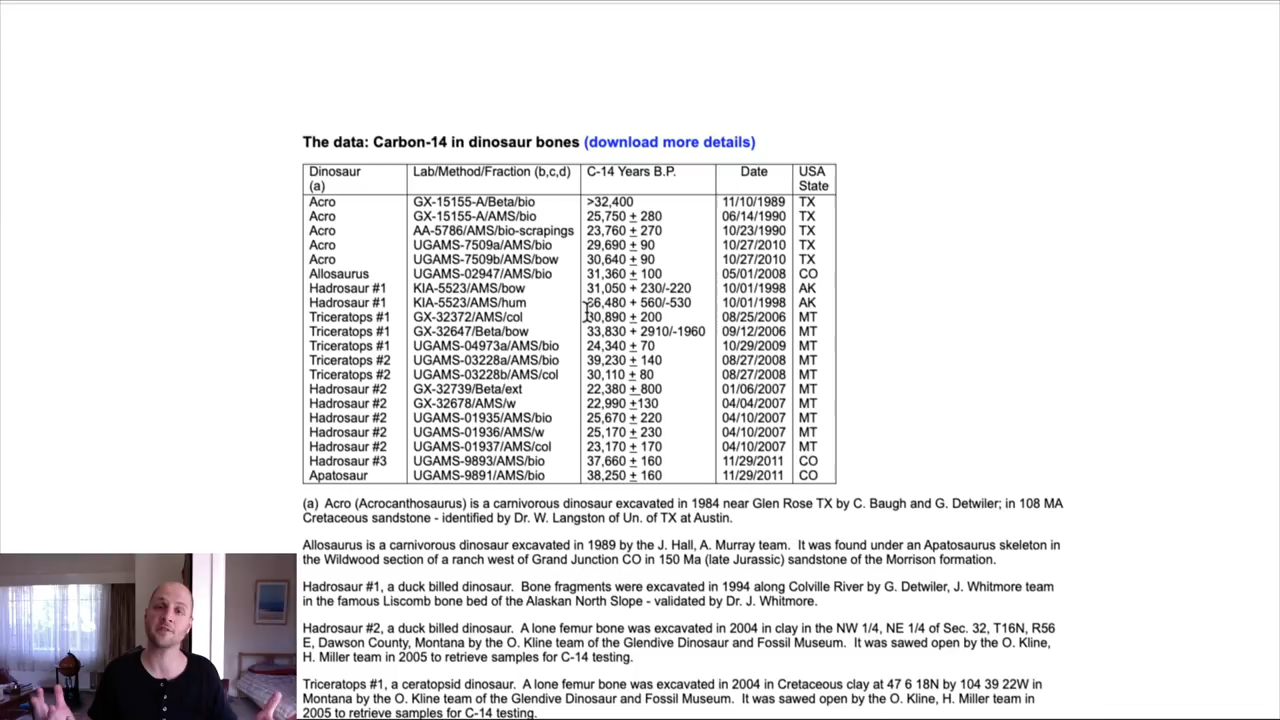 The data: Carbon-14 in dinosaur bones (download more details)
Dinosaur (a) Lab/Method/Fraction (b,c,d) C-14 Years B.P. Date USA State
Acro GX-15155-A/Beta/bio >32,400 11/10/1989 TX
Acro GX-15155-A/AMS/bio 25,750 ± 280 06/14/1990 TX
Acro AA-5786/AMS/bio-scrapings 23,760 ± 270 10/23/1990 TX
Acro UGAMS-7509a/AMS/bio 29,690 ± 90 10/27/2010 TX
Acro UGAMS-7509b/AMS/bow 30,640 ± 90 10/27/2010 TX
Allosaurus UGAMS-02947/AMS/bio 31,360 ± 100 05/01/2008 CO
Hadrosaur #1 KIA-5523/AMS/bow 31,050 + 230/-220 10/01/1998 AK
Hadrosaur #1 KIA-5523/AMS/hum 36,480 + 560/-530 10/01/1998 AK
Triceratops #1 GX-32372/AMS/col 30,890 ± 200 08/25/2006 MT
Triceratops #1 GX-32647/Beta/bow 33,830 + 2910/-1960 09/12/2006 MT
Triceratops #1 UGAMS-04973a/AMS/bio 24,340 ± 70 10/29/2009 MT
Triceratops #2 UGAMS-03228a/AMS/bio 39,230 ± 140 08/27/2008 MT
Triceratops #2 UGAMS-03228b/AMS/col 30,110 ± 80 08/27/2008 MT
Hadrosaur #2 GX-32739/Beta/ext 22,380 ± 800 01/06/2007 MT
Hadrosaur #2 GX-32678/AMS/w 22,990 ±130 04/04/2007 MT
Hadrosaur #2 UGAMS-01935/AMS/bio 25,670 ± 220 04/10/2007 MT
Hadrosaur #2 UGAMS-01936/AMS/w 25,170 ± 230 04/10/2007 MT
Hadrosaur #2 UGAMS-01937/AMS/col 23,170 ± 170 04/10/2007 MT
Hadrosaur #3 UGAMS-9893/AMS/bio 37,660 ± 160 11/29/2011 CO
Apatosaur UGAMS-9891/AMS/bio 38,250 ± 160 11/29/2011 CO
(a) Acro (Acrocanthosaurus) is a carnivorous dinosaur excavated in 1984 near Glen Rose TX by C. Baugh and G. Detwiler; in 108 MA
Cretaceous sandstone - identified by Dr. W. Langston of Un. of TX at Austin.
Allosaurus is a carnivorous dinosaur excavated in 1989 by the J. Hall, A. Murray team. It was found under an Apatosaurus skeleton in
the Wildwood section of a ranch west of Grand Junction CO in 150 Ma (late Jurassic) sandstone of the Morrison formation.
Hadrosaur #1, a duck billed dinosaur. Bone fragments were excavated in 1994 along Colville River by G. Detwiler, J. Whitmore team
in the famous Liscomb bone bed of the Alaskan North Slope - validated by Dr. J. Whitmore.
Hadrosaur #2, a duck billed dinosaur. A lone femur bone was excavated in 2004 in clay in the NW 1/4, NE 1/4 of Sec. 32, T16N, R56
E, Dawson County, Montana by the O. Kline team of the Glendive Dinosaur and Fossil Museum. It was sawed open by the O. Kline,
H. Miller team in 2005 to retrieve samples for C-14 testing.
Triceratops #1, a ceratopsid dinosaur. A lone femur bone was excavated in 2004 in Cretaceous clay at 47 6 18N by 104 39 22W in
Montana by the O. Kline team of the Glendive Dinosaur and Fossil Museum. It was sawed open by the O. Kline, H. Miller team in
2005 to retrieve samples for C-14 testing.